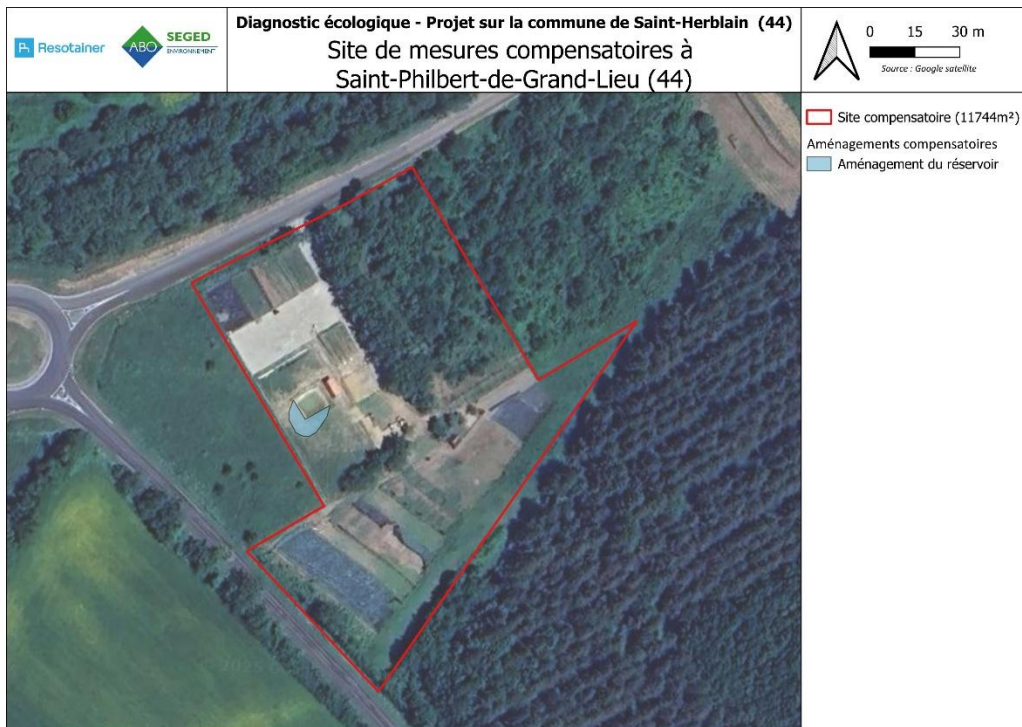 Resotainer
ABO
SEGED
ENVIRONNEMENT
Diagnostic écologique - Projet sur la commune de Saint-Herblain (44)
Site de mesures compensatoires à
Saint-Philbert-de-Grand-Lieu (44)
0 15 30 m
Source : Google satellite
Site compensatoire (11744m²)
Aménagements compensatoires
Aménagement du réservoir